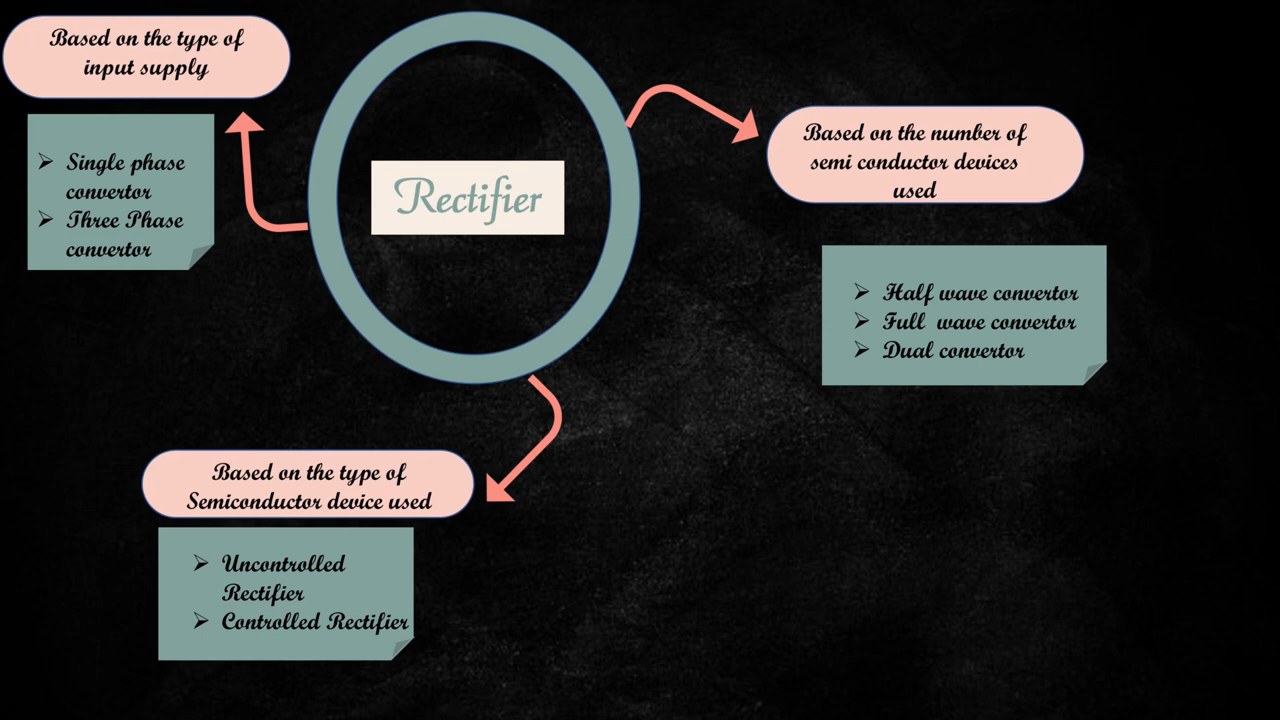 Based on the type of
input supply
Single phase
convertor
Three Phase
convertor
Rectifier
Based on the number of
semi conductor devices
used
Half wave convertor
Full wave convertor
Dual convertor
Based on the type of
Semiconductor device used
Uncontrolled
Rectifier
Controlled Rectifier